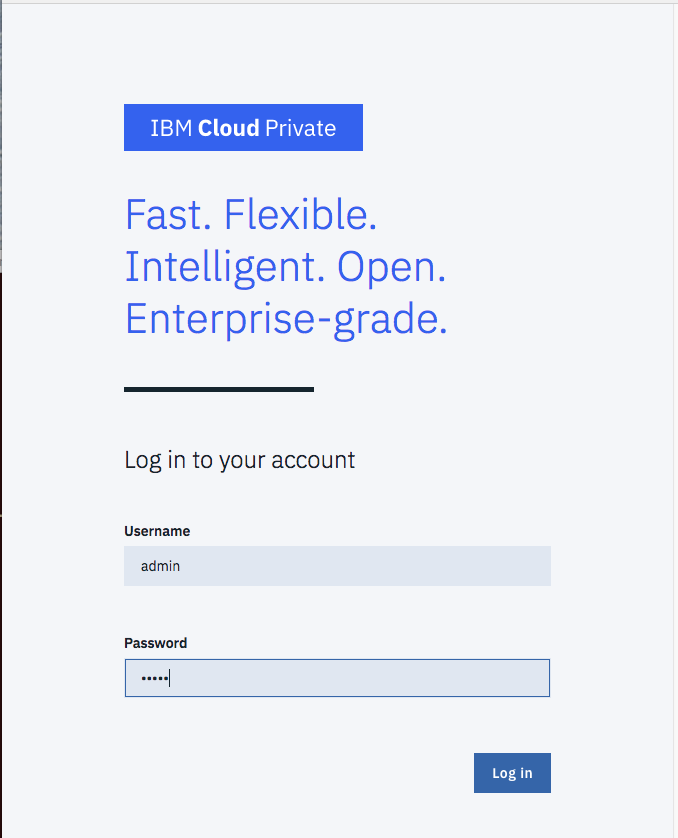 IBM Cloud Private
Fast. Flexible.
Intelligent. Open.
Enterprise-grade.
Log in to your account
Username
admin
Password
•••••
Log in